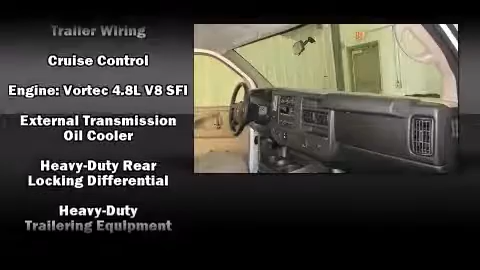 Trailer Wiring
Cruise Control
Engine: Vortec 4.8L V8 SFI
External Transmission
Oil Cooler
Heavy-Duty Rear
Locking Differential
Heavy-Duty
Trailering Equipment